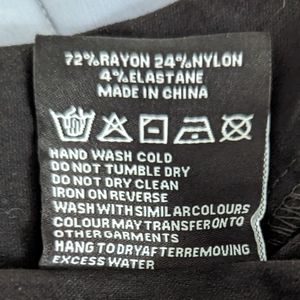 72%RAYON 24%NYLON
4%ELASTANE
MADE IN CHINA
HAND WASH COLD
DO NOT TUMBLE DRY
DO NOT DRY CLEAN
IRON ON REVERSE
WASH WITH SIMILAR COLOURS
COLOUR MAY TRANSFER ONTO
OTHER GARMENTS
HANG TO DRY AFTER REMOVING
EXCESS WATER